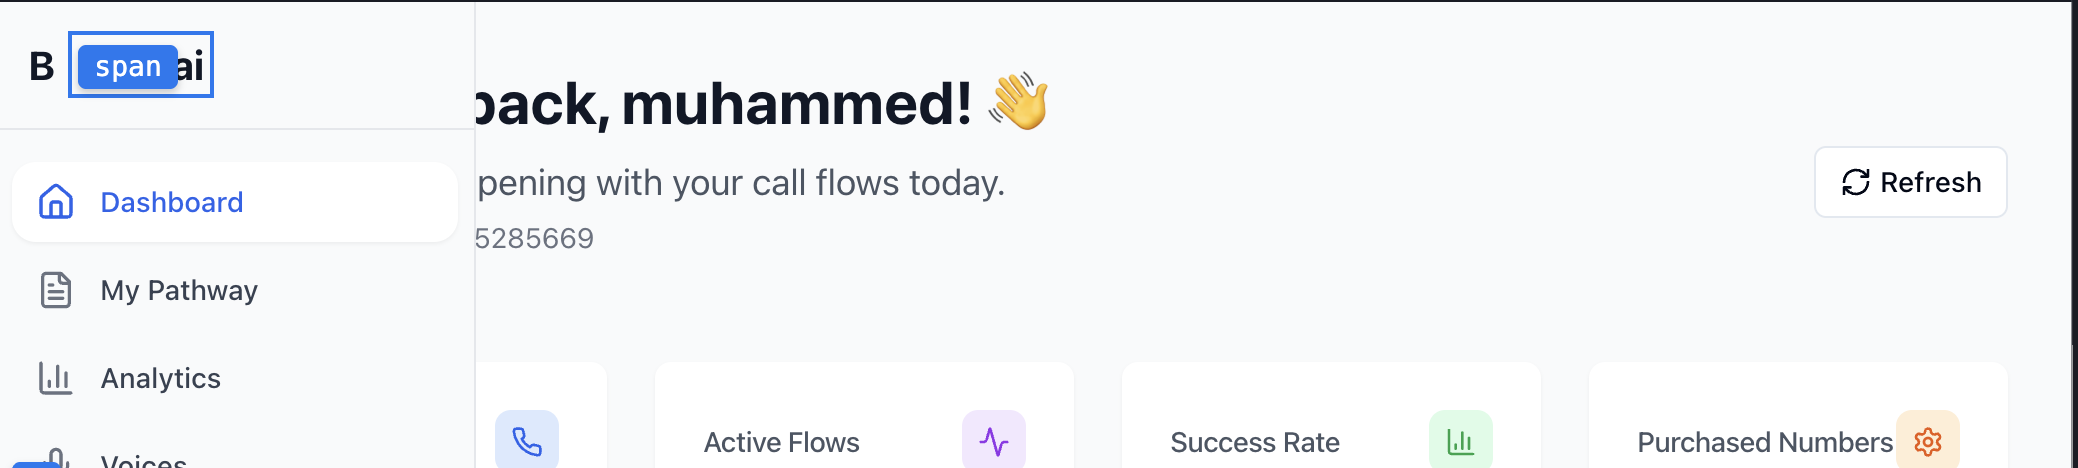 B span ai
back, muhammed! 👋
pening with your call flows today.
5285669
Refresh
Dashboard
My Pathway
Analytics
Voices
Active Flows
Success Rate
Purchased Numbers